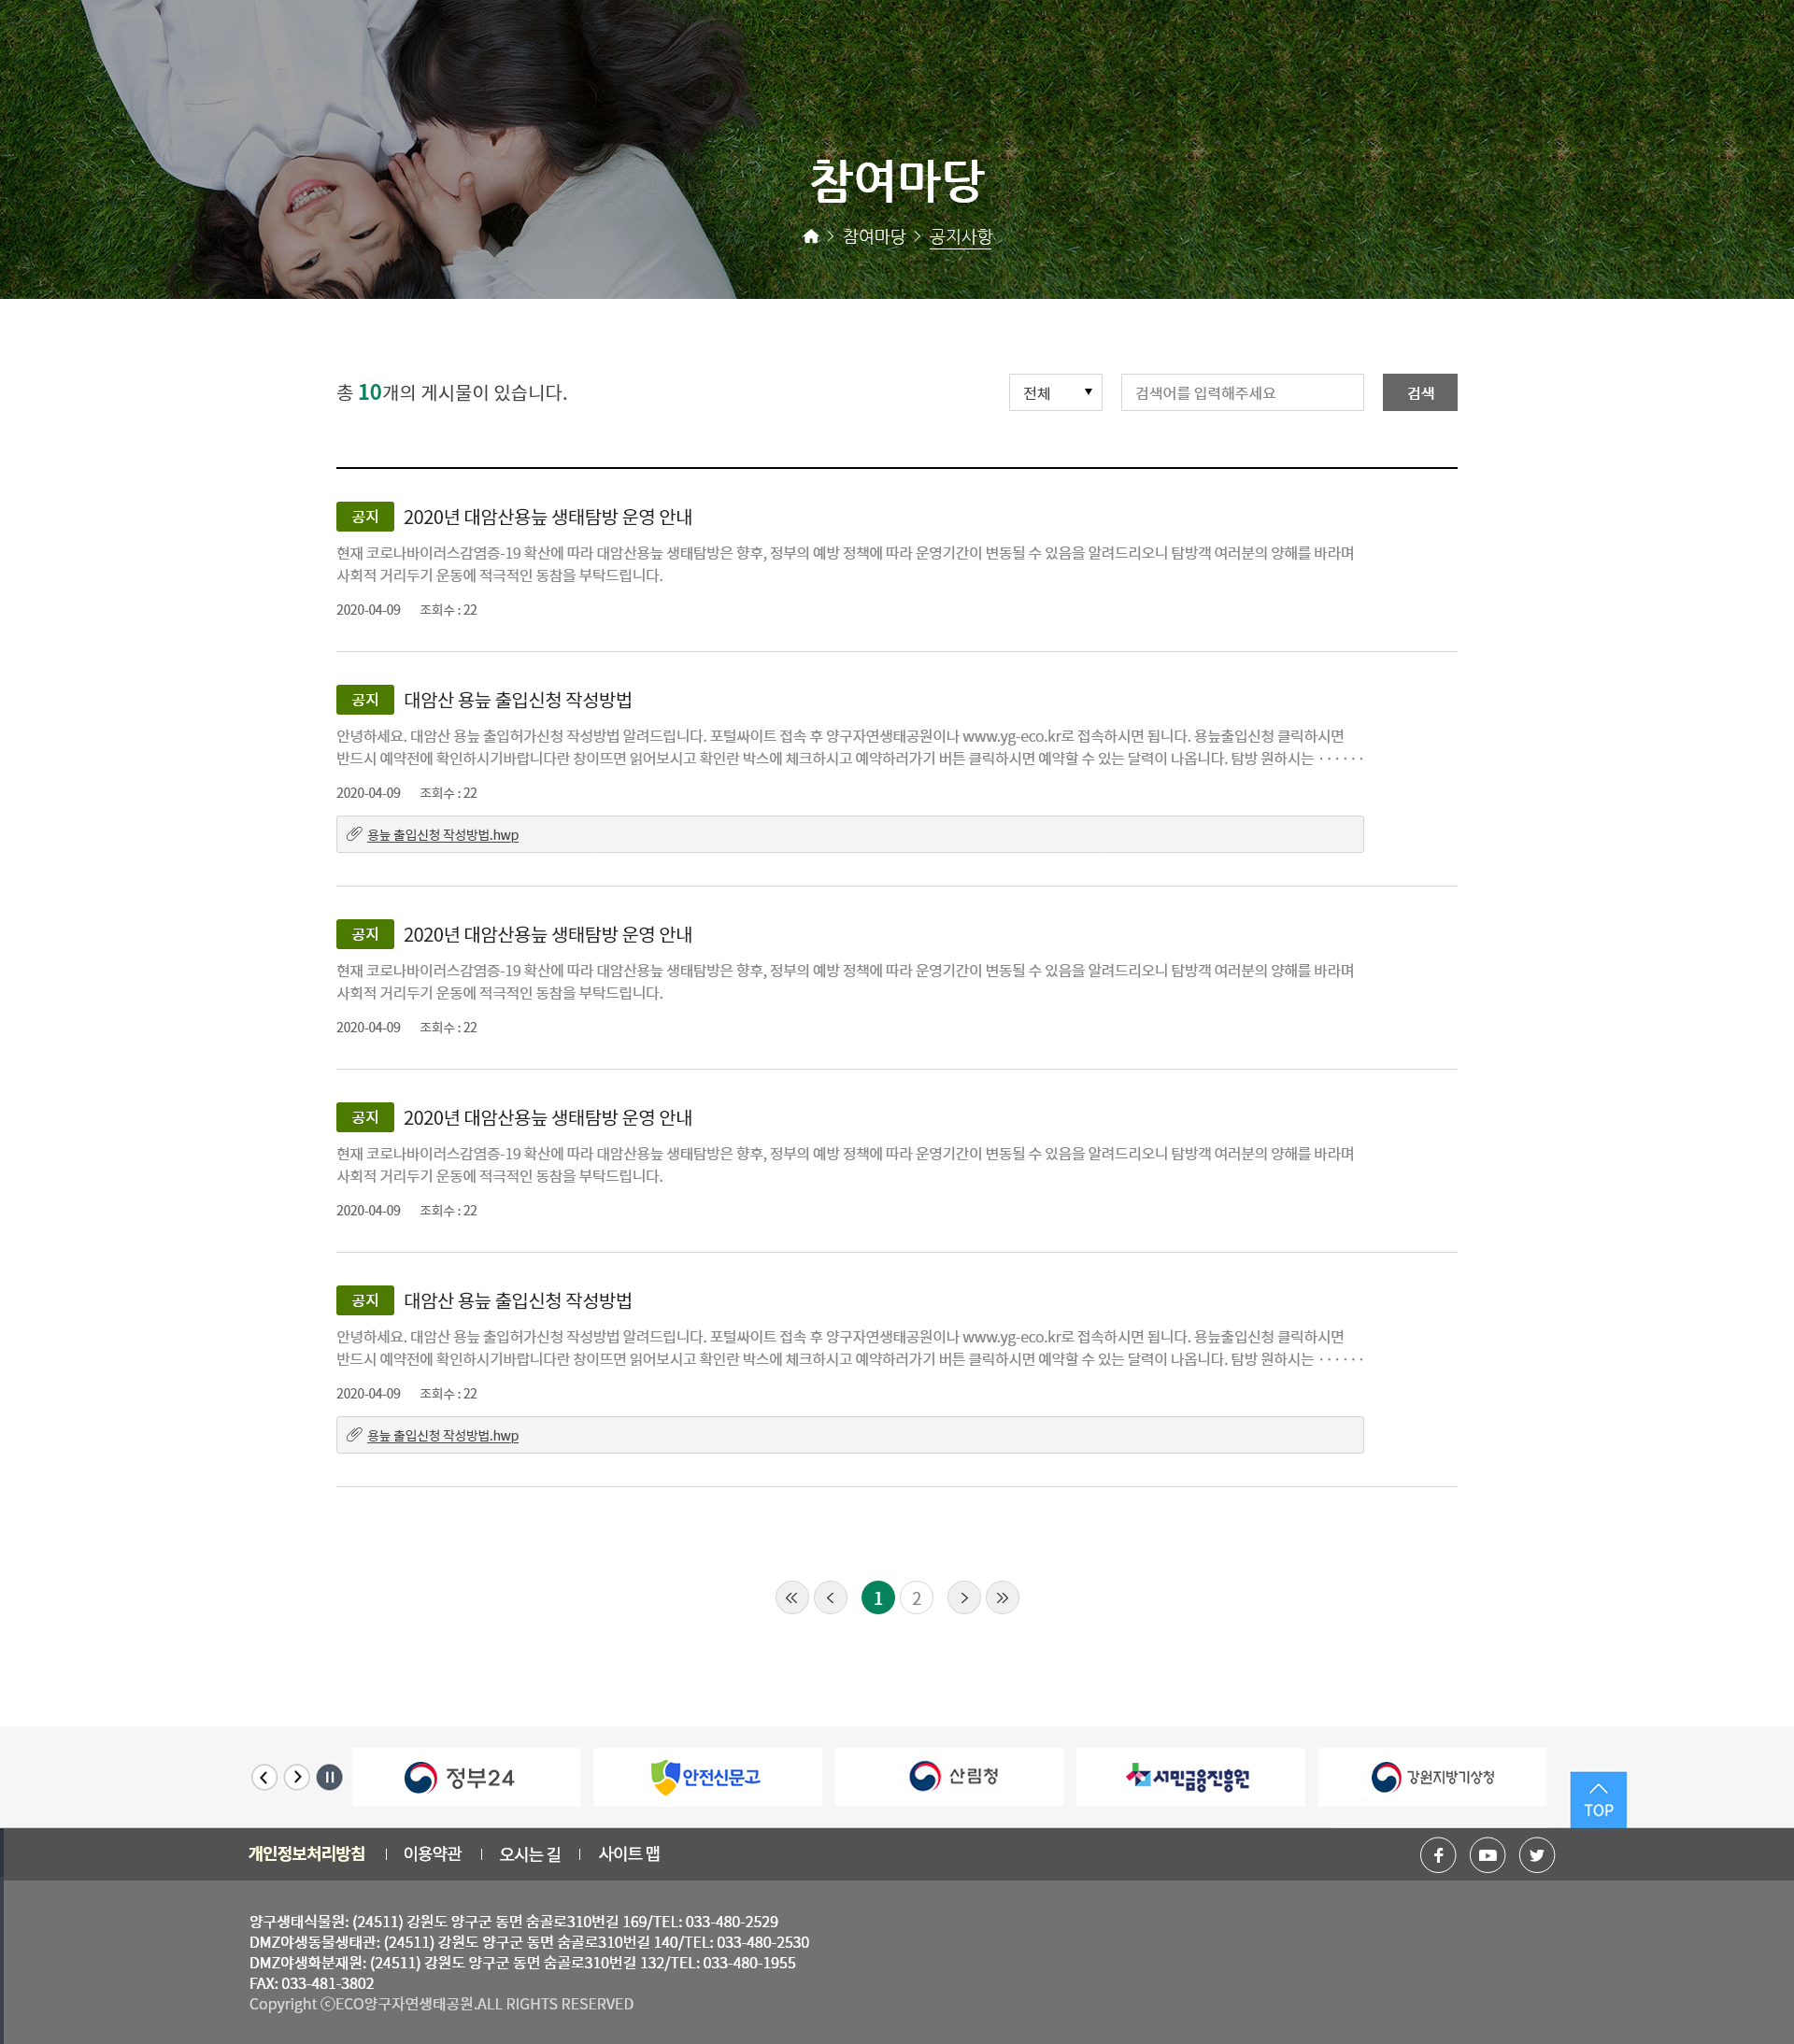 참여마당
참여마당 공지사항
총 10개의 게시물이 있습니다.
전체
검색어를 입력해주세요
검색
공지 2020년 대암산용늪 생태탐방 운영 안내
현재 코로나바이러스감염증-19 확산에 따라 대암산용늪 생태탐방은 향후, 정부의 예방 정책에 따라 운영기간이 변동될 수 있음을 알려드리오니 탐방객 여러분의 양해를 바라며
사회적 거리두기 운동에 적극적인 동참을 부탁드립니다.
2020-04-09 조회수 : 22
공지 대암산 용늪 출입신청 작성방법
안녕하세요. 대암산 용늪 출입허가신청 작성방법 알려드립니다. 포털싸이트 접속 후 양구자연생태공원이나 www.yg-eco.kr로 접속하시면 됩니다. 용늪출입신청 클릭하시면
반드시 예약전에 확인하시기바랍니다란 창이뜨면 읽어보시고 확인란 박스에 체크하시고 예약하러가기 버튼 클릭하시면 예약할 수 있는 달력이 나옵니다. 탐방 원하시는 ······
2020-04-09 조회수 : 22
용늪 출입신청 작성방법.hwp
공지 2020년 대암산용늪 생태탐방 운영 안내
현재 코로나바이러스감염증-19 확산에 따라 대암산용늪 생태탐방은 향후, 정부의 예방 정책에 따라 운영기간이 변동될 수 있음을 알려드리오니 탐방객 여러분의 양해를 바라며
사회적 거리두기 운동에 적극적인 동참을 부탁드립니다.
2020-04-09 조회수 : 22
공지 2020년 대암산용늪 생태탐방 운영 안내
현재 코로나바이러스감염증-19 확산에 따라 대암산용늪 생태탐방은 향후, 정부의 예방 정책에 따라 운영기간이 변동될 수 있음을 알려드리오니 탐방객 여러분의 양해를 바라며
사회적 거리두기 운동에 적극적인 동참을 부탁드립니다.
2020-04-09 조회수 : 22
공지 대암산 용늪 출입신청 작성방법
안녕하세요. 대암산 용늪 출입허가신청 작성방법 알려드립니다. 포털싸이트 접속 후 양구자연생태공원이나 www.yg-eco.kr로 접속하시면 됩니다. 용늪출입신청 클릭하시면
반드시 예약전에 확인하시기바랍니다란 창이뜨면 읽어보시고 확인란 박스에 체크하시고 예약하러가기 버튼 클릭하시면 예약할 수 있는 달력이 나옵니다. 탐방 원하시는 ······
2020-04-09 조회수 : 22
용늪 출입신청 작성방법.hwp
1 2
정부24 안전신문고 산림청 서민금융진흥원 강원지방기상청
TOP
개인정보처리방침 이용약관 오시는 길 사이트 맵
양구생태식물원: (24511) 강원도 양구군 동면 숨골로310번길 169/TEL: 033-480-2529
DMZ야생동물생태관: (24511) 강원도 양구군 동면 숨골로310번길 140/TEL: 033-480-2530
DMZ야생화분재원: (24511) 강원도 양구군 동면 숨골로310번길 132/TEL: 033-480-1955
FAX: 033-481-3802
Copyright ⓒECO양구자연생태공원.ALL RIGHTS RESERVED